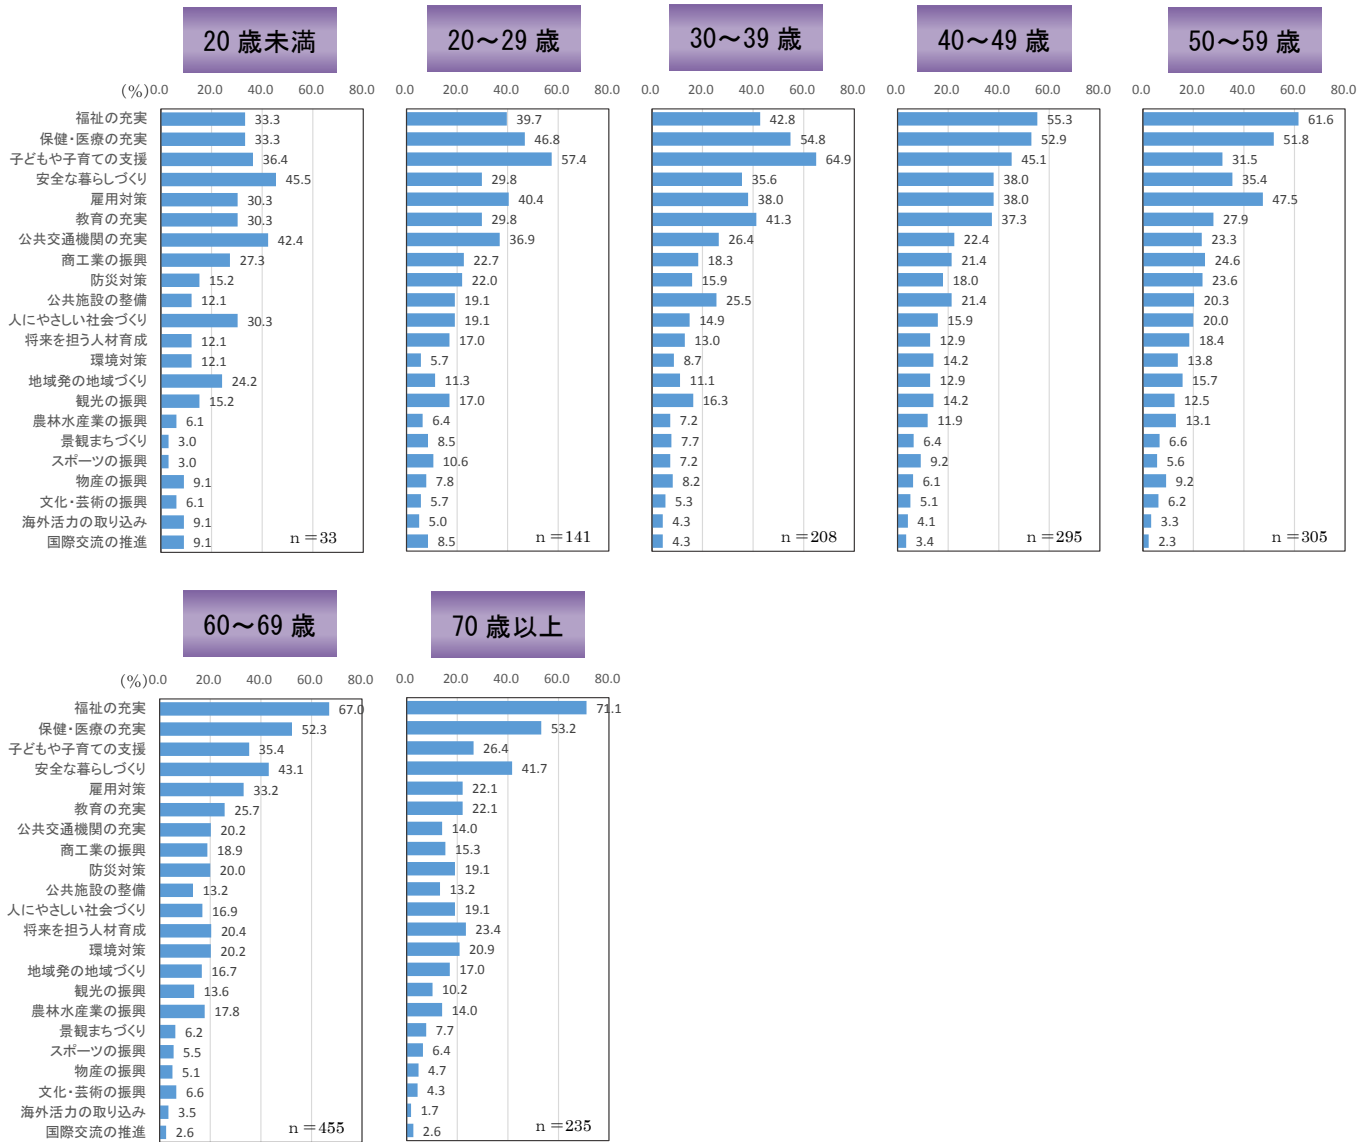 20 歳未満
20～29 歳
30～39 歳
40～49 歳
50～59 歳
(%) 0.0 20.0 40.0 60.0 80.0
0.0 20.0 40.0 60.0 80.0
0.0 20.0 40.0 60.0 80.0
0.0 20.0 40.0 60.0 80.0
0.0 20.0 40.0 60.0 80.0
福祉の充実 33.3 39.7 42.8 55.3 61.6
保健・医療の充実 33.3 46.8 54.8 52.9 51.8
子どもや子育ての支援 36.4 57.4 64.9 45.1 31.5
安全な暮らしづくり 45.5 29.8 35.6 38.0 35.4
雇用対策 30.3 40.4 38.0 38.0 47.5
教育の充実 30.3 29.8 41.3 37.3 27.9
公共交通機関の充実 42.4 36.9 26.4 22.4 23.3
商工業の振興 27.3 22.7 18.3 21.4 24.6
防災対策 15.2 22.0 15.9 18.0 23.6
公共施設の整備 12.1 19.1 25.5 21.4 20.3
人にやさしい社会づくり 30.3 19.1 14.9 15.9 20.0
将来を担う人材育成 12.1 17.0 13.0 12.9 18.4
環境対策 12.1 5.7 8.7 14.2 13.8
地域発の地域づくり 24.2 11.3 11.1 12.9 15.7
観光の振興 15.2 17.0 16.3 14.2 12.5
農林水産業の振興 6.1 6.4 7.2 11.9 13.1
景観まちづくり 3.0 8.5 7.7 6.4 6.6
スポーツの振興 3.0 10.6 7.2 9.2 5.6
物産の振興 9.1 7.8 8.2 6.1 9.2
文化・芸術の振興 6.1 5.7 5.3 5.1 6.2
海外活力の取り込み 9.1 5.0 4.3 4.1 3.3
国際交流の推進 9.1 8.5 4.3 3.4 2.3
n＝33 n＝141 n＝208 n＝295 n＝305
60～69 歳
70 歳以上
(%) 0.0 20.0 40.0 60.0 80.0
0.0 20.0 40.0 60.0 80.0
福祉の充実 67.0 71.1
保健・医療の充実 52.3 53.2
子どもや子育ての支援 35.4 26.4
安全な暮らしづくり 43.1 41.7
雇用対策 33.2 22.1
教育の充実 25.7 22.1
公共交通機関の充実 20.2 14.0
商工業の振興 18.9 15.3
防災対策 20.0 19.1
公共施設の整備 13.2 13.2
人にやさしい社会づくり 16.9 19.1
将来を担う人材育成 20.4 23.4
環境対策 20.2 20.9
地域発の地域づくり 16.7 17.0
観光の振興 13.6 10.2
農林水産業の振興 17.8 14.0
景観まちづくり 6.2 7.7
スポーツの振興 5.5 6.4
物産の振興 5.1 4.7
文化・芸術の振興 6.6 4.3
海外活力の取り込み 3.5 1.7
国際交流の推進 2.6 2.6
n＝455 n＝235